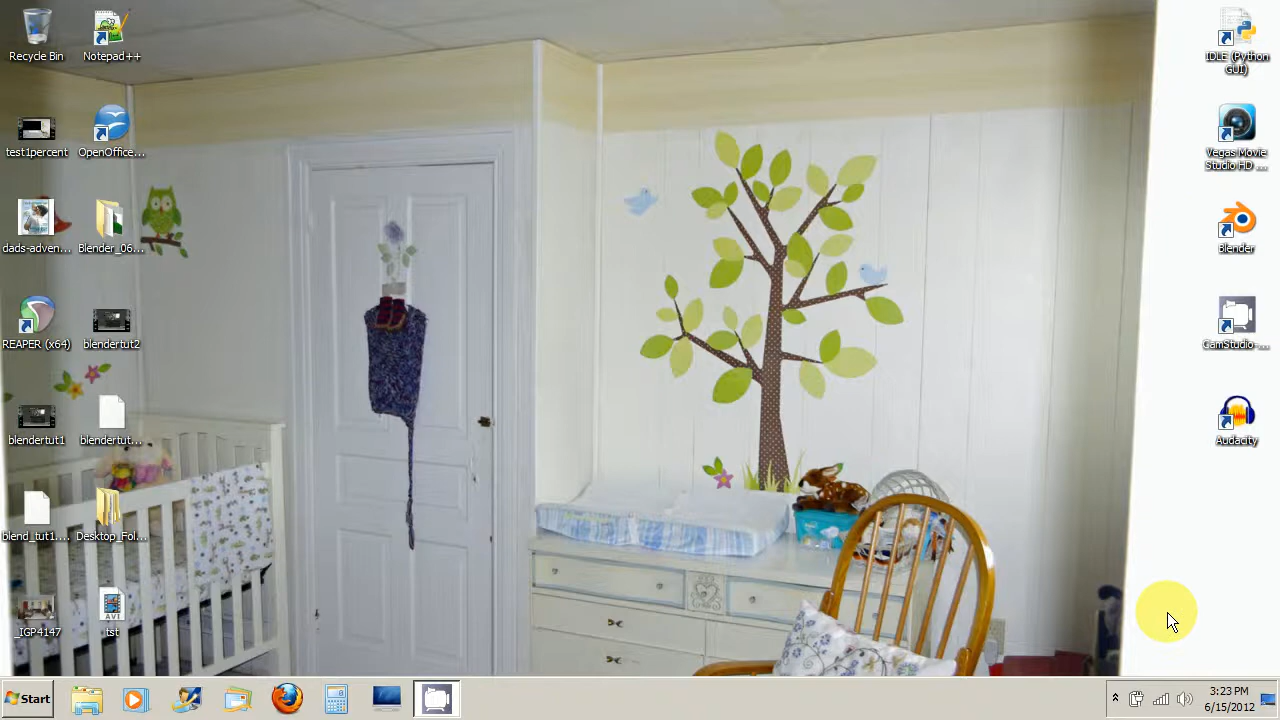 Recycle Bin
Notepad++
test1percent
OpenOffice...
dads-adven...
Blender_06...
REAPER (x64)
blendertut2
blendertut1
blendertut...
blend_tut1....
Desktop_Fol...
_IGP4147
AVI
tst
IDLE (Python
GUI)
Vegas Movie
Studio HD ...
Blender
CamStudio-...
Audacity
Start
3:23 PM
6/15/2012